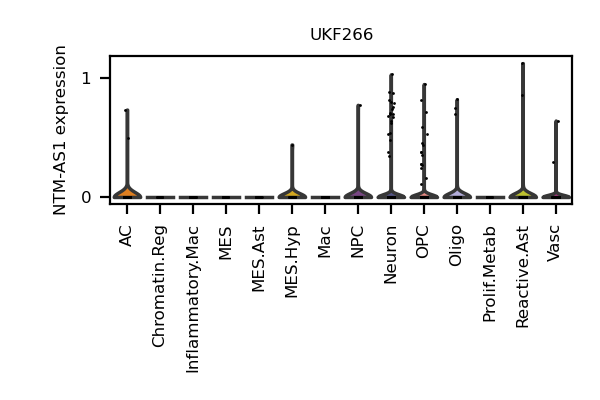 UKF266
NTM-AS1 expression
1
0
AC
Chromatin.Reg
Inflammatory.Mac
MES
MES.Ast
MES.Hyp
Mac
NPC
Neuron
OPC
Oligo
Prolif.Metab
Reactive.Ast
Vasc